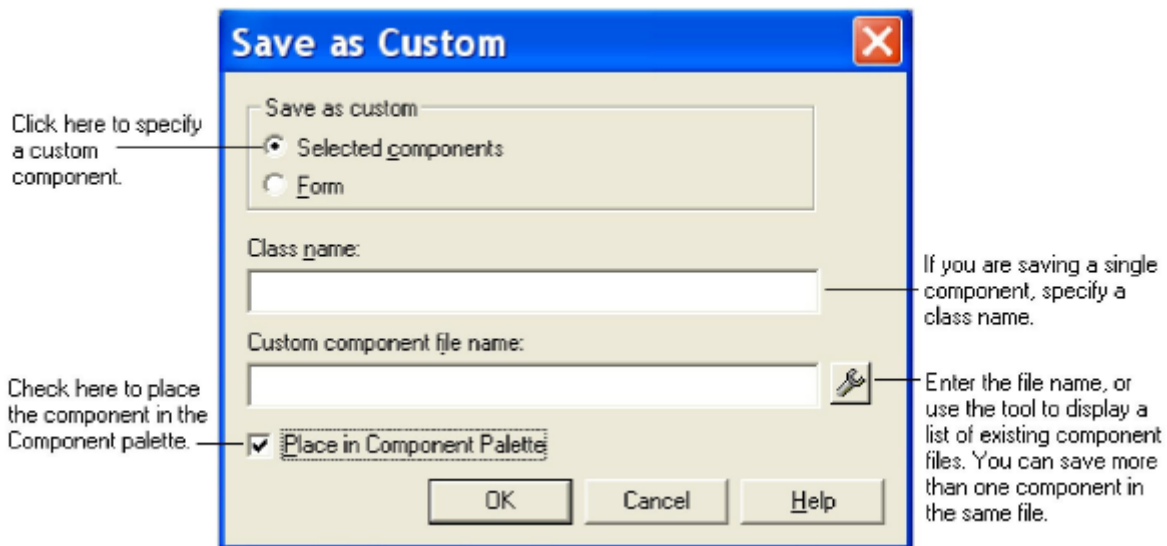 Save as Custom
Click here to specify
a custom
component.
Save as custom
Selected components
Form
Class name:
If you are saving a single
component, specify a
class name.
Custom component file name:
Check here to place
the component in the
Component palette.
Enter the file name, or
use the tool to display a
list of existing component
files. You can save more
than one component in
the same file.
Place in Component Palette
OK
Cancel
Help